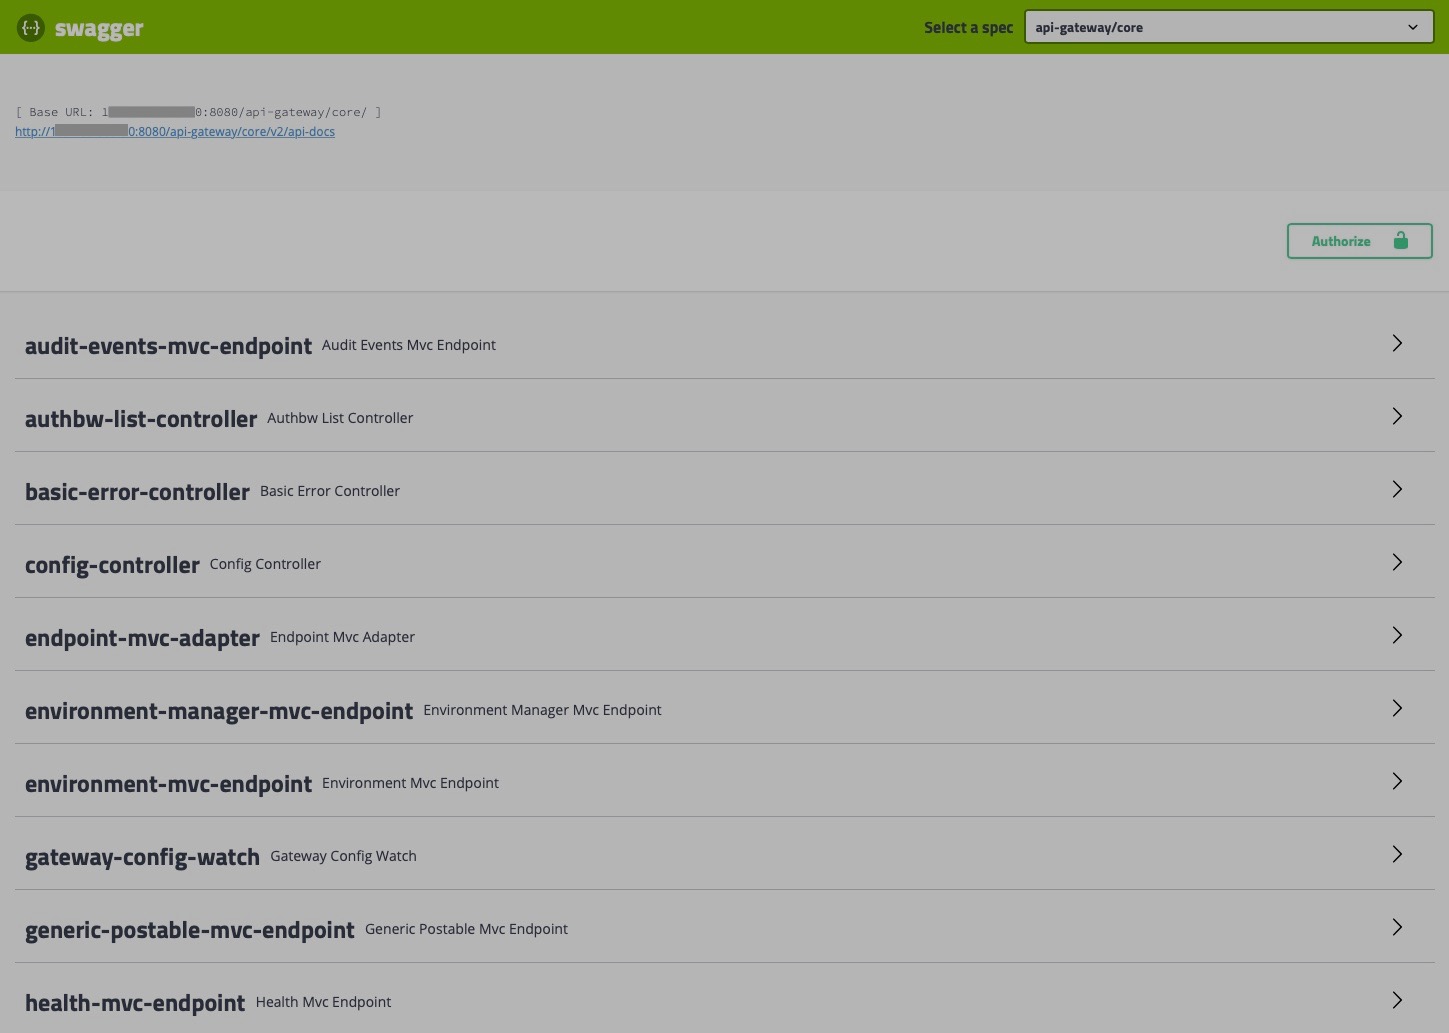 swagger
Select a spec api-gateway/core
[ Base URL: 1 0:8080/api-gateway/core/ ]
http://1 0:8080/api-gateway/core/v2/api-docs
Authorize
audit-events-mvc-endpoint Audit Events Mvc Endpoint
authbw-list-controller Authbw List Controller
basic-error-controller Basic Error Controller
config-controller Config Controller
endpoint-mvc-adapter Endpoint Mvc Adapter
environment-manager-mvc-endpoint Environment Manager Mvc Endpoint
environment-mvc-endpoint Environment Mvc Endpoint
gateway-config-watch Gateway Config Watch
generic-postable-mvc-endpoint Generic Postable Mvc Endpoint
health-mvc-endpoint Health Mvc Endpoint